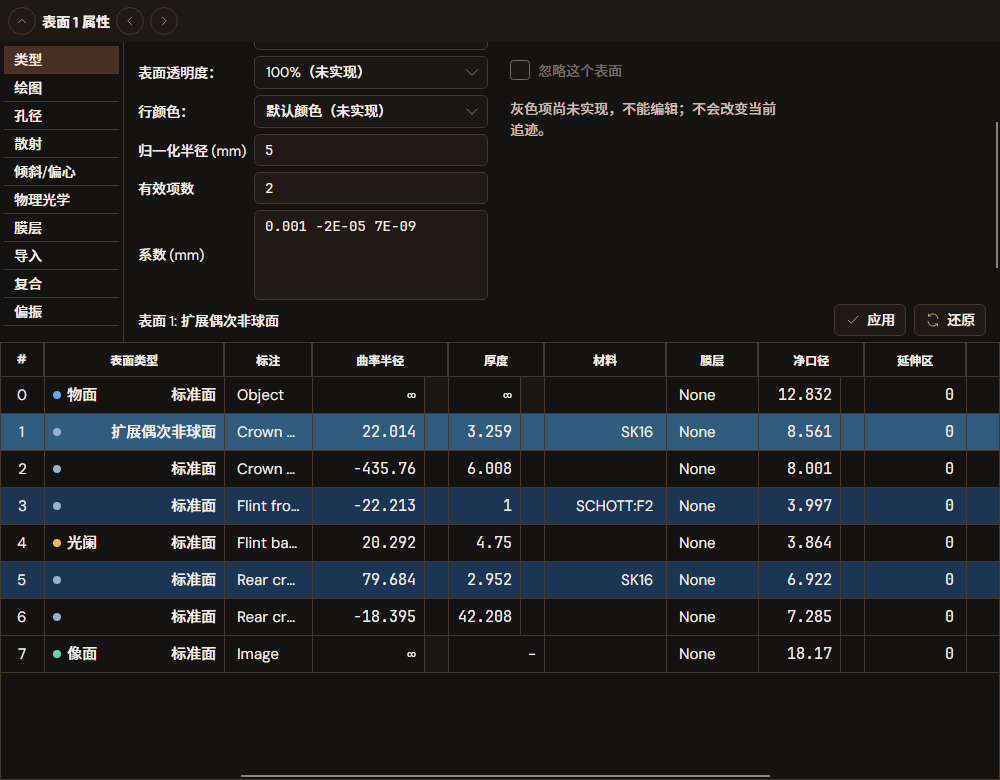 表面 1 属性
类型
绘图
孔径
散射
倾斜/偏心
物理光学
膜层
导入
复合
偏振
表面透明度： 100%（未实现）
行颜色： 默认颜色（未实现）
归一化半径 (mm) 5
有效项数 2
系数 (mm) 0.001 -2E-05 7E-09
忽略这个表面
灰色项尚未实现，不能编辑；不会改变当前
追迹。
表面 1: 扩展偶次非球面
应用 还原
# 表面类型 标注 曲率半径 厚度 材料 膜层 净口径 延伸区
0 物面 标准面 Object ∞ ∞ None 12.832 0
1 扩展偶次非球面 Crown ... 22.014 3.259 SK16 None 8.561 0
2 标准面 Crown ... -435.76 6.008 None 8.001 0
3 标准面 Flint fro... -22.213 1 SCHOTT:F2 None 3.997 0
4 光阑 标准面 Flint ba... 20.292 4.75 None 3.864 0
5 标准面 Rear cr... 79.684 2.952 SK16 None 6.922 0
6 标准面 Rear cr... -18.395 42.208 None 7.285 0
7 像面 标准面 Image ∞ – None 18.17 0